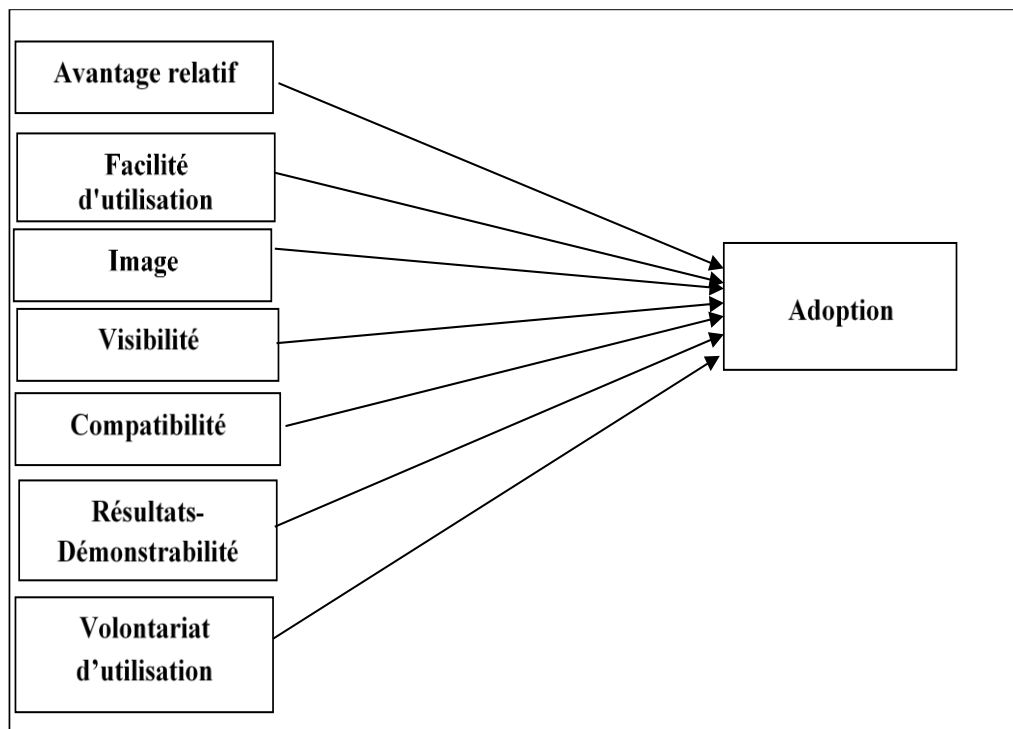 Avantage relatif
Facilité
d'utilisation
Image
Visibilité
Compatibilité
Résultats-
Démonstrabilité
Volontariat
d’utilisation
Adoption